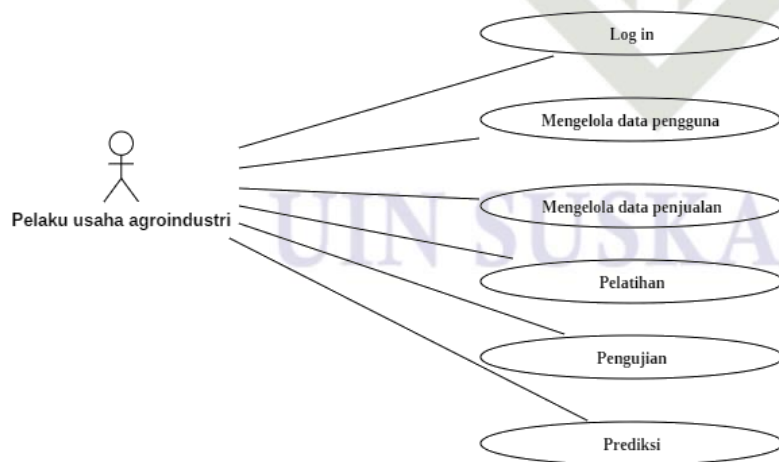 Log in
Mengelola data pengguna
Mengelola data penjualan
Pelaku usaha agroindustri
UIN SUSKA
Pelatihan
Pengujian
Prediksi